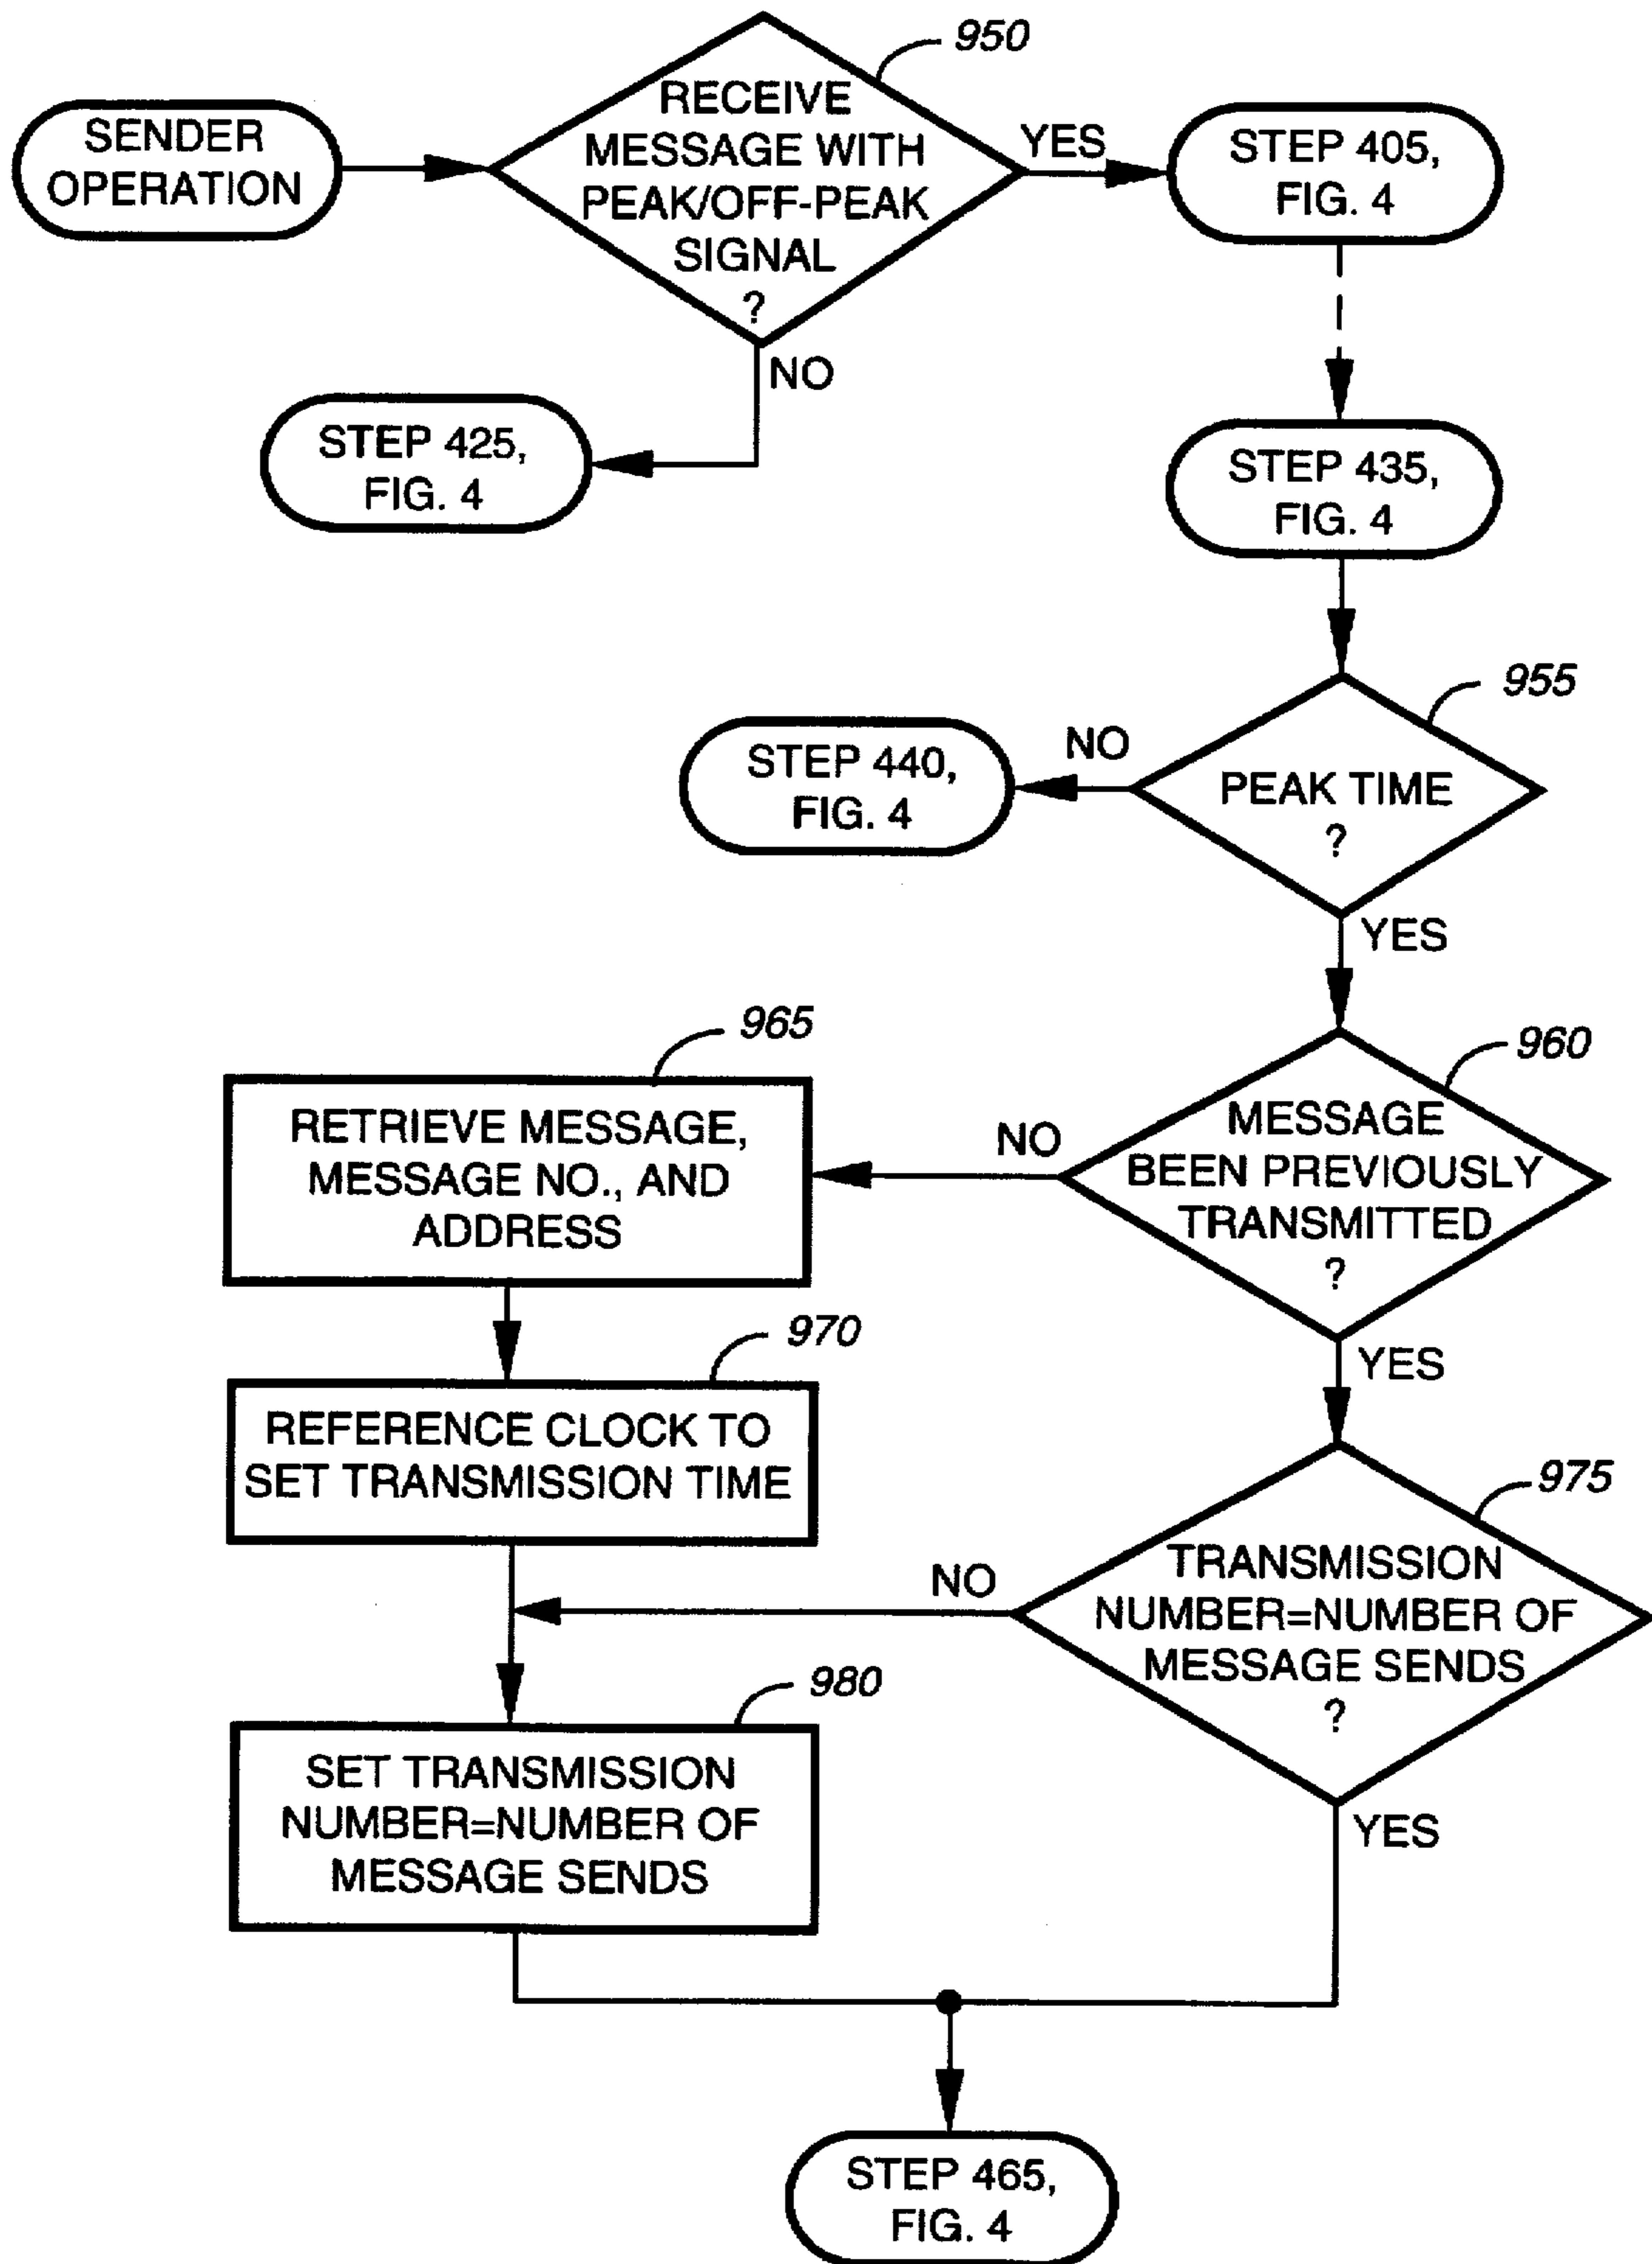 950
SENDER
OPERATION
RECEIVE
MESSAGE WITH
PEAK/OFF-PEAK
SIGNAL
?
YES
STEP 405,
FIG. 4
NO
STEP 425,
FIG. 4
STEP 435,
FIG. 4
955
PEAK TIME
?
NO
STEP 440,
FIG. 4
YES
960
MESSAGE
BEEN PREVIOUSLY
TRANSMITTED
?
NO
965
RETRIEVE MESSAGE,
MESSAGE NO., AND
ADDRESS
970
REFERENCE CLOCK TO
SET TRANSMISSION TIME
YES
975
TRANSMISSION
NUMBER=NUMBER OF
MESSAGE SENDS
?
NO
980
SET TRANSMISSION
NUMBER=NUMBER OF
MESSAGE SENDS
YES
STEP 465,
FIG. 4